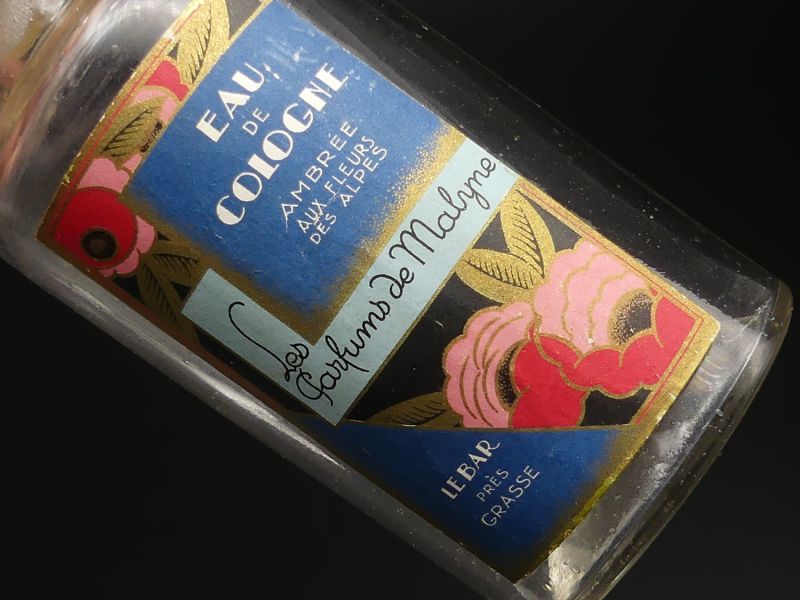 EAU
DE
COLOGNE
AMBRÉE
AUX FLEURS
DES ALPES
Les
Parfums de Malyne
LE BAR
PRÈS
GRASSE